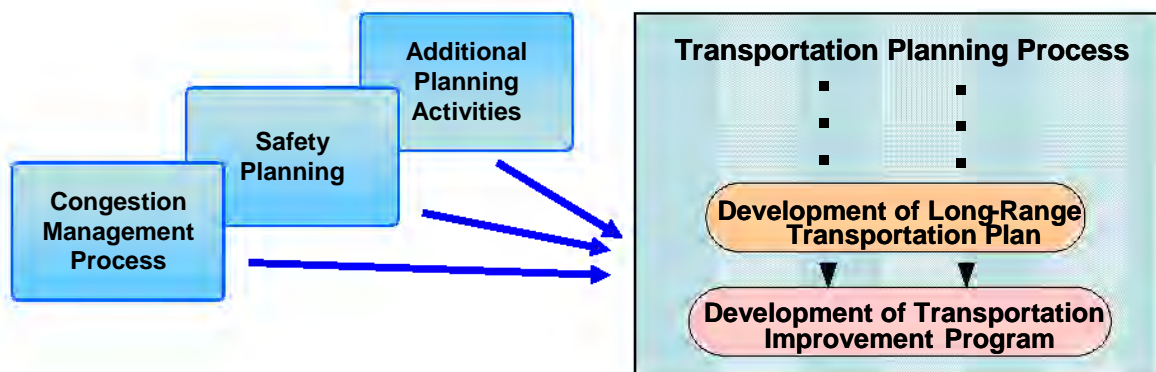 Additional
Planning
Activities
Safety
Planning
Congestion
Management
Process
Transportation Planning Process
Development of Long-Range
Transportation Plan
Development of Transportation
Improvement Program